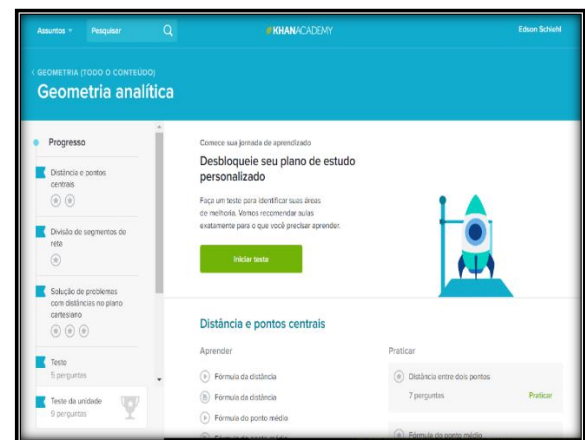 Assuntos
Pesquisar
KHANACADEMY
Edson Schiehl
< GEOMETRIA (TODO O CONTEÚDO)
Geometria analítica
Progresso
Distância e pontos
centrais
Divisão de segmentos de
reta
Solução de problemas
com distâncias no plano
cartesiano
Teste
5 perguntas
Teste da unidade
9 perguntas
Comece sua jornada de aprendizado
Desbloqueie seu plano de estudo
personalizado
Faça um teste para identificar suas áreas
de melhoria. Vamos recomendar aulas
exatamente para o que você precisar aprender.
Iniciar teste
Distância e pontos centrais
Aprender
Fórmula da distância
Fórmula da distância
Fórmula do ponto médio
Fórmula do ponto médio
Praticar
Distância entre dois pontos
7 perguntas
Praticar
Fórmula do ponto médio